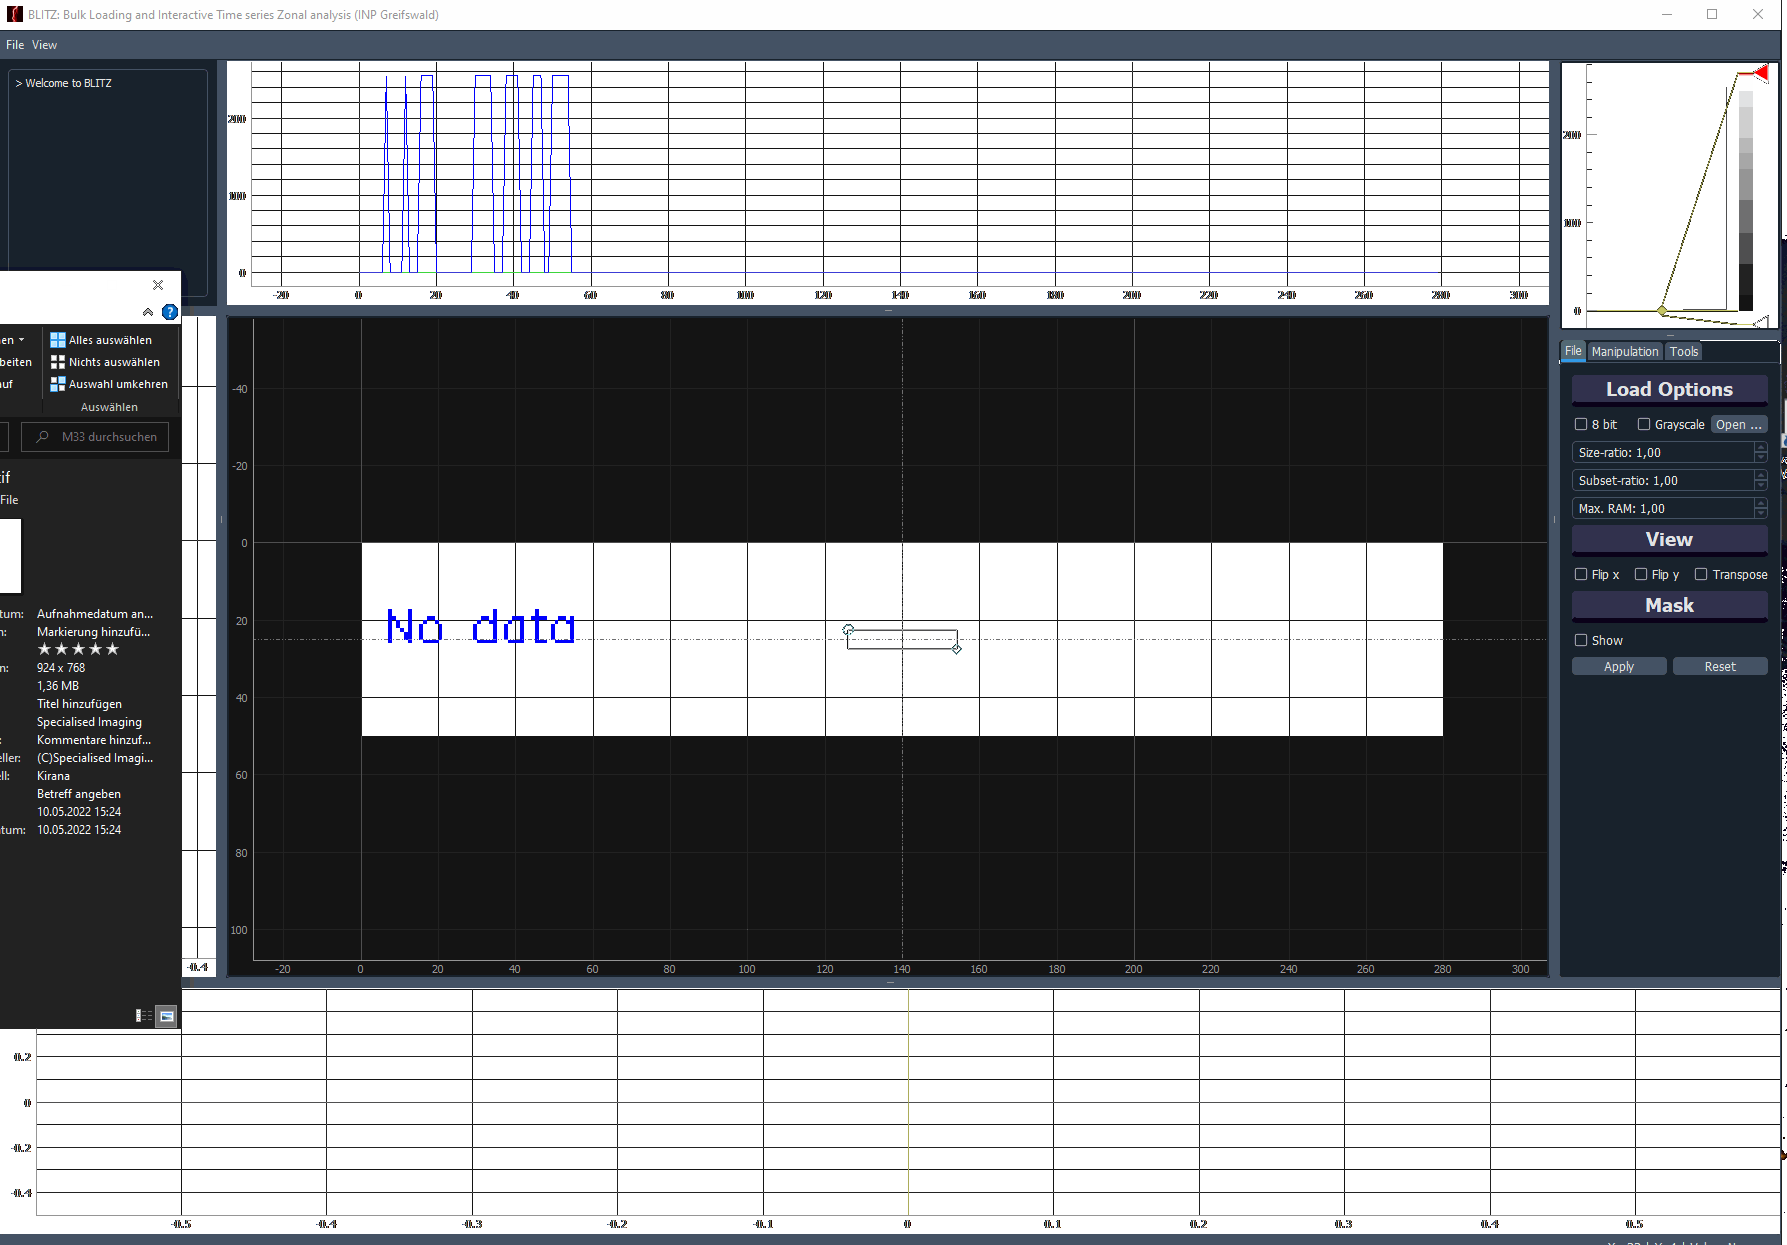 BLITZ: Bulk Loading and Interactive Time series Zonal analysis (INP Greifswald)
File View
> Welcome to BLITZ
200
100
0
-20 0 20 40 60 80 100 120 140 160 180 200 220 240 260 280 300
200
100
0
Alles auswählen
beiten Nichts auswählen
auf Auswahl umkehren
Auswählen
M33 durchsuchen
tif
File
tum: Aufnahmedatum an...
n: Markierung hinzufü...
n: 924 x 768
1,36 MB
Titel hinzufügen
Specialised Imaging
: Kommentare hinzuf...
eller: (C)Specialised Imagi...
ell: Kirana
Betreff angeben
10.05.2022 15:24
tum: 10.05.2022 15:24
-0.4
-40
-20
0
20
40
60
80
100
No data
-20 0 20 40 60 80 100 120 140 160 180 200 220 240 260 280 300
File Manipulation Tools
Load Options
8 bit Grayscale Open ...
Size-ratio: 1,00
Subset-ratio: 1,00
Max. RAM: 1,00
View
Flip x Flip y Transpose
Mask
Show
Apply Reset
0.2
0
-0.2
-0.4
-0.5 -0.4 -0.3 -0.2 -0.1 0 0.1 0.2 0.3 0.4 0.5